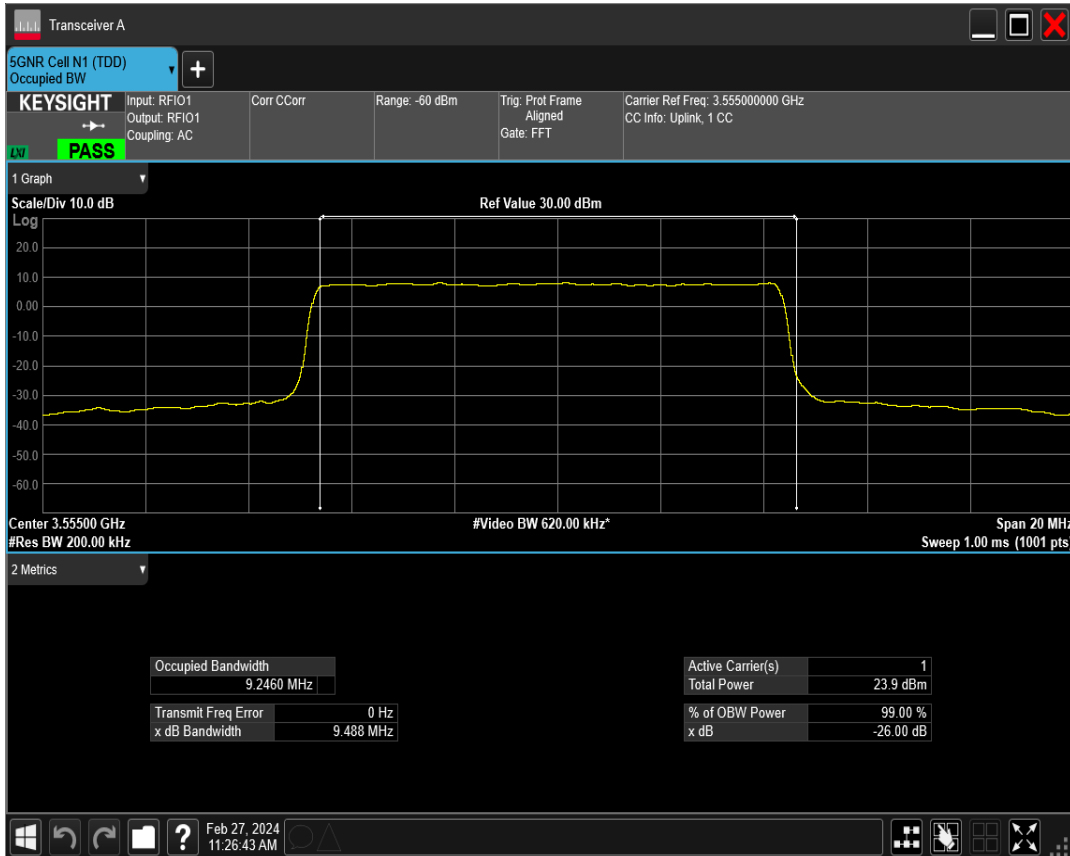 Transceiver A
5GNR Cell N1 (TDD)
Occupied BW
+
KEYSIGHT
LXI
PASS
Input: RFIO1
Output: RFIO1
Coupling: AC
Corr CCorr
Range: -60 dBm
Trig: Prot Frame
Aligned
Gate: FFT
Carrier Ref Freq: 3.555000000 GHz
CC Info: Uplink, 1 CC
1 Graph
Scale/Div 10.0 dB
Ref Value 30.00 dBm
Log
20.0
10.0
0.00
-10.0
-20.0
-30.0
-40.0
-50.0
-60.0
Center 3.55500 GHz
#Video BW 620.00 kHz*
Span 20 MHz
#Res BW 200.00 kHz
Sweep 1.00 ms (1001 pts)
2 Metrics
Occupied Bandwidth
9.2460 MHz
Transmit Freq Error 0 Hz
x dB Bandwidth 9.488 MHz
Active Carrier(s) 1
Total Power 23.9 dBm
% of OBW Power 99.00 %
x dB -26.00 dB
?
Feb 27, 2024
11:26:43 AM